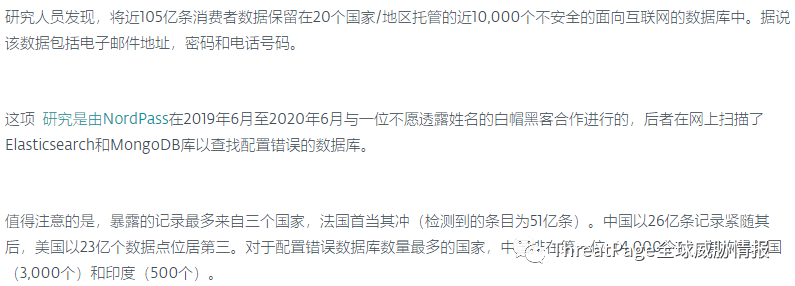 研究人员发现，将近105亿条消费者数据保留在20个国家/地区托管的近10,000个不安全的面向互联网的数据库中。据说
该数据包括电子邮件地址，密码和电话号码。
这项 研究是由NordPass在2019年6月至2020年6月与一位不愿透露姓名的白帽黑客合作进行的，后者在网上扫描了
Elasticsearch和MongoDB库以查找配置错误的数据库。
值得注意的是，暴露的记录最多来自三个国家，法国首当其冲（检测到的条目为51亿条）。中国以26亿条记录紧随其
后，美国以23亿个数据点位居第三。对于配置错误数据库数量最多的国家，中 在第一位 4,000个 国
ThreatPage全球威胁情报
（3,000个）和印度（500个）。